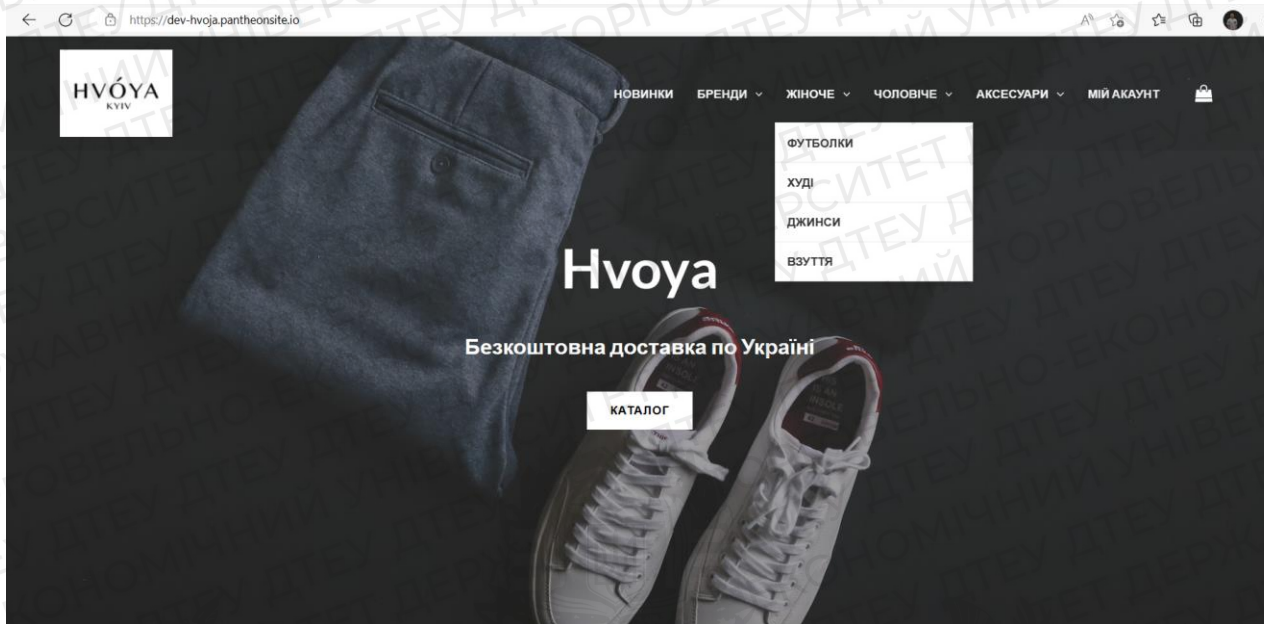 https://dev-hvoja.pantheonsite.io
HVÓYA
KYIV
НОВИНКИ БРЕНДИ ЖІНОЧЕ ЧОЛОВІЧЕ АКСЕСУАРИ МІЙ АКАУНТ
ФУТБОЛКИ
ХУДІ
ДЖИНСИ
ВЗУТТЯ
Hvoya
Безкоштовна доставка по Україні
КАТАЛОГ